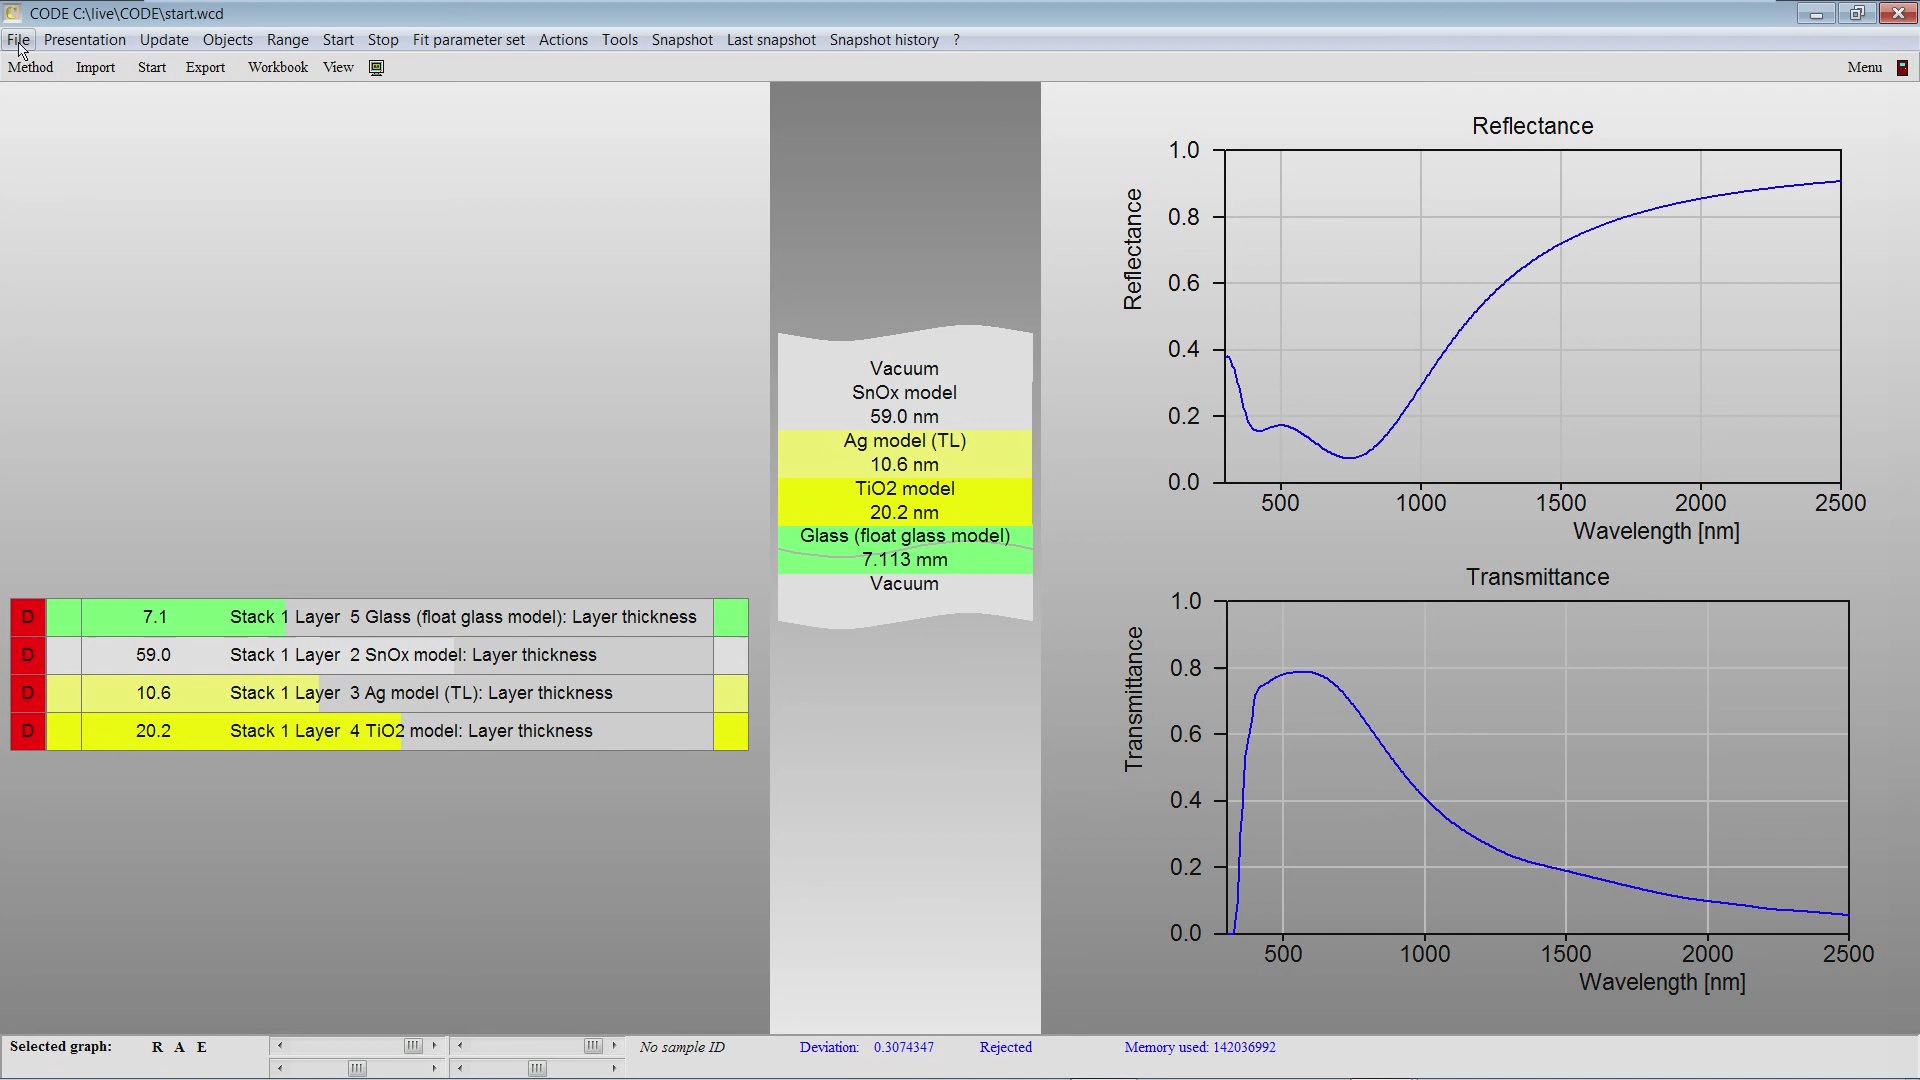 CODE C:\live\CODE\start.wcd
File Presentation Update Objects Range Start Stop Fit parameter set Actions Tools Snapshot Last snapshot Snapshot history ?
Method Import Start Export Workbook View Menu
Vacuum
SnOx model
59.0 nm
Ag model (TL)
10.6 nm
TiO2 model
20.2 nm
Glass (float glass model)
7.113 mm
Vacuum
D 7.1 Stack 1 Layer 5 Glass (float glass model): Layer thickness
D 59.0 Stack 1 Layer 2 SnOx model: Layer thickness
D 10.6 Stack 1 Layer 3 Ag model (TL): Layer thickness
D 20.2 Stack 1 Layer 4 TiO2 model: Layer thickness
Reflectance
Reflectance
1.0
0.8
0.6
0.4
0.2
0.0
500 1000 1500 2000 2500
Wavelength [nm]
Transmittance
Transmittance
1.0
0.8
0.6
0.4
0.2
0.0
500 1000 1500 2000 2500
Wavelength [nm]
Selected graph: R A E No sample ID Deviation: 0.3074347 Rejected Memory used: 142036992